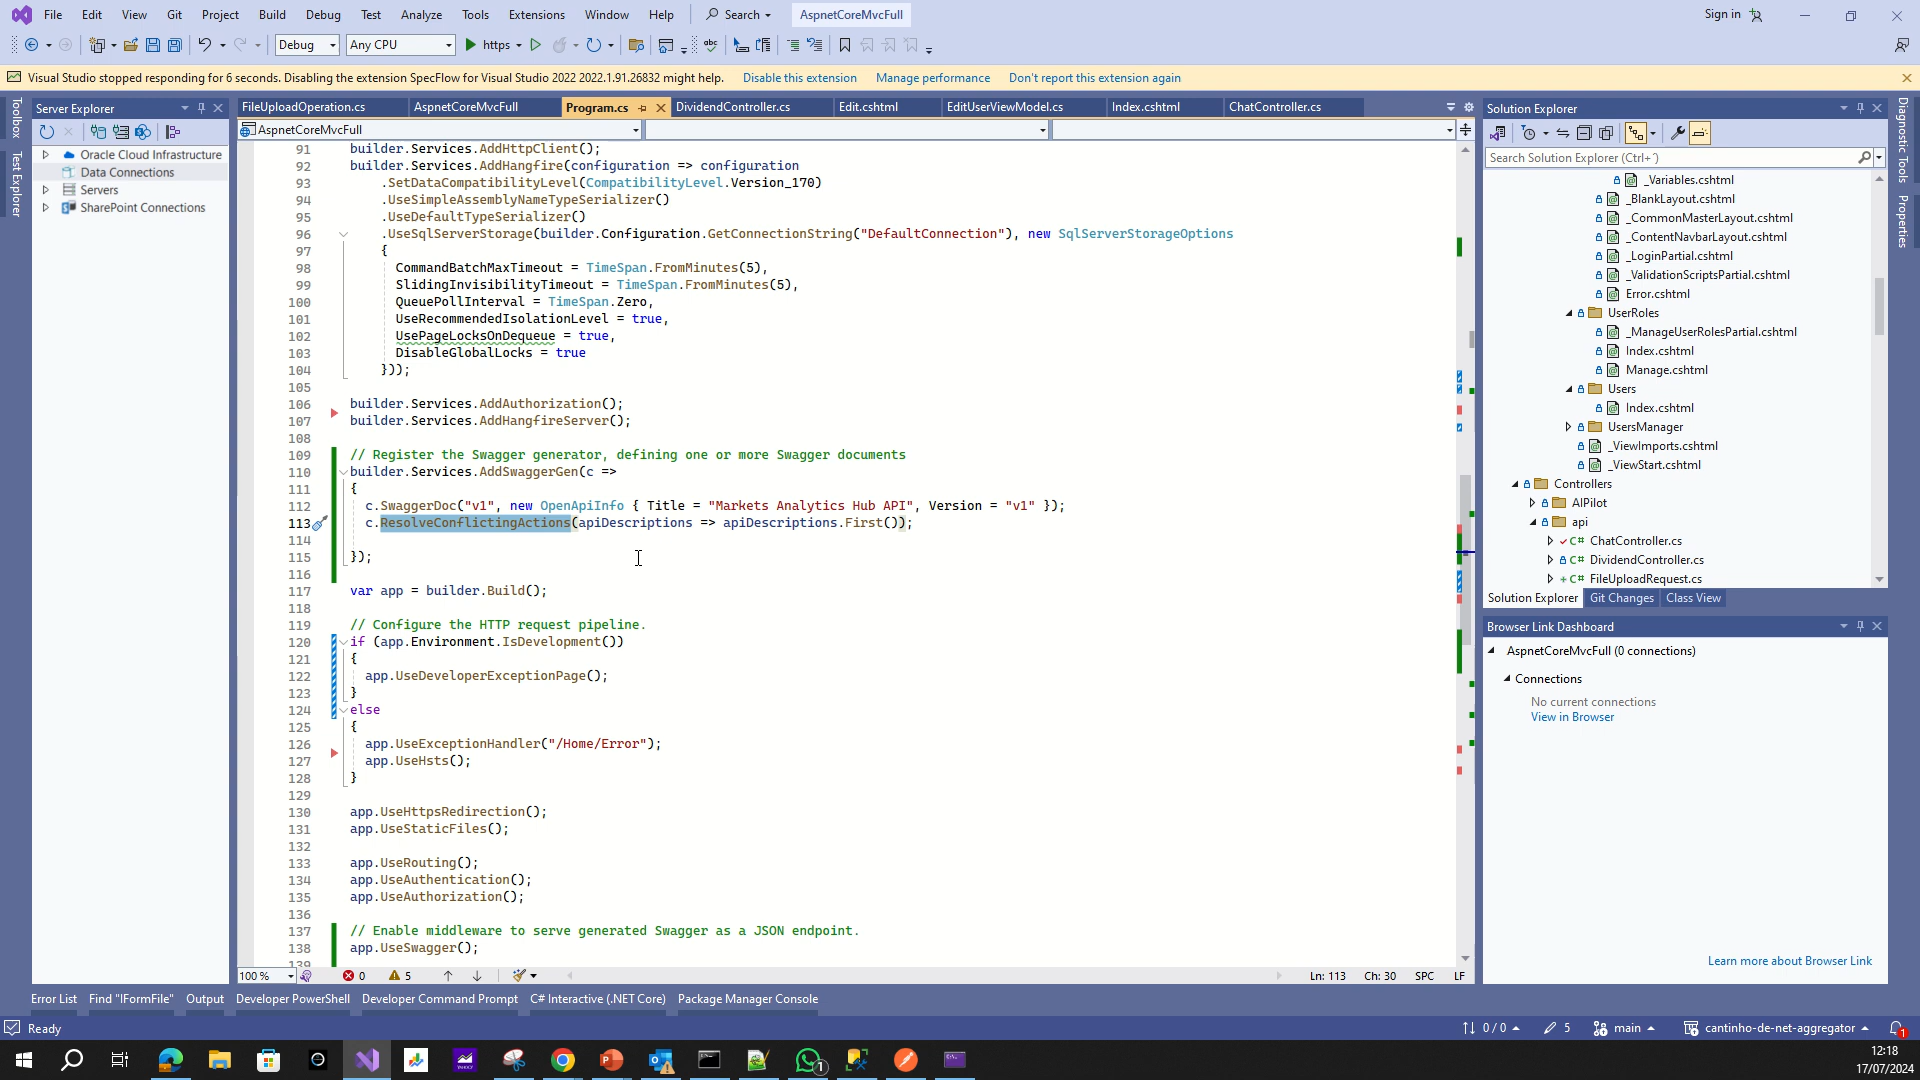 File Edit View Git Project Build Debug Test Analyze Tools Extensions Window Help Search AspnetCoreMvcFull Sign in
Debug Any CPU https
Visual Studio stopped responding for 6 seconds. Disabling the extension SpecFlow for Visual Studio 2022 2022.1.91.26832 might help. Disable this extension Manage performance Don't report this extension again
Toolbox
Test Explorer
Server Explorer
Oracle Cloud Infrastructure
Data Connections
Servers
SharePoint Connections
FileUploadOperation.cs AspnetCoreMvcFull Program.cs DividendController.cs Edit.cshtml EditUserViewModel.cs Index.cshtml ChatController.cs
AspnetCoreMvcFull
91 builder.Services.AddHttpClient();
92 builder.Services.AddHangfire(configuration => configuration
93 .SetDataCompatibilityLevel(CompatibilityLevel.Version_170)
94 .UseSimpleAssemblyNameTypeSerializer()
95 .UseDefaultTypeSerializer()
96 .UseSqlServerStorage(builder.Configuration.GetConnectionString("DefaultConnection"), new SqlServerStorageOptions
97 {
98 CommandBatchMaxTimeout = TimeSpan.FromMinutes(5),
99 SlidingInvisibilityTimeout = TimeSpan.FromMinutes(5),
100 QueuePollInterval = TimeSpan.Zero,
101 UseRecommendedIsolationLevel = true,
102 UsePageLocksOnDequeue = true,
103 DisableGlobalLocks = true
104 }));
105
106 builder.Services.AddAuthorization();
107 builder.Services.AddHangfireServer();
108
109 // Register the Swagger generator, defining one or more Swagger documents
110 builder.Services.AddSwaggerGen(c =>
111 {
112 c.SwaggerDoc("v1", new OpenApiInfo { Title = "Markets Analytics Hub API", Version = "v1" });
113 c.ResolveConflictingActions(apiDescriptions => apiDescriptions.First());
114
115 });
116
117 var app = builder.Build();
118
119 // Configure the HTTP request pipeline.
120 if (app.Environment.IsDevelopment())
121 {
122 app.UseDeveloperExceptionPage();
123 }
124 else
125 {
126 app.UseExceptionHandler("/Home/Error");
127 app.UseHsts();
128 }
129
130 app.UseHttpsRedirection();
131 app.UseStaticFiles();
132
133 app.UseRouting();
134 app.UseAuthentication();
135 app.UseAuthorization();
136
137 // Enable middleware to serve generated Swagger as a JSON endpoint.
138 app.UseSwagger();
139
100 % 0 5 Ln: 113 Ch: 30 SPC LF
Solution Explorer
Search Solution Explorer (Ctrl+')
_Variables.cshtml
_BlankLayout.cshtml
_CommonMasterLayout.cshtml
_ContentNavbarLayout.cshtml
_LoginPartial.cshtml
_ValidationScriptsPartial.cshtml
Error.cshtml
UserRoles
_ManageUserRolesPartial.cshtml
Index.cshtml
Manage.cshtml
Users
Index.cshtml
UsersManager
_ViewImports.cshtml
_ViewStart.cshtml
Controllers
AIPilot
api
C# ChatController.cs
C# DividendController.cs
C# FileUploadRequest.cs
Solution Explorer Git Changes Class View
Browser Link Dashboard
AspnetCoreMvcFull (0 connections)
Connections
No current connections
View in Browser
Learn more about Browser Link
Diagnostic Tools
Properties
Error List Find "IFormFile" Output Developer PowerShell Developer Command Prompt C# Interactive (.NET Core) Package Manager Console
Ready 0 / 0 5 main cantinho-de-net-aggregator 1
1
12:18
17/07/2024